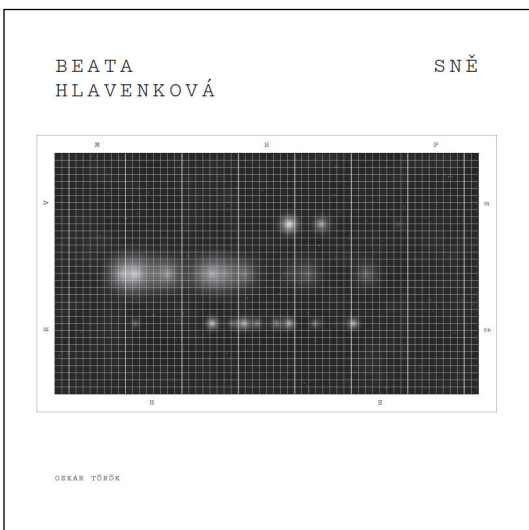 BEATA SNĚ
HLAVENKOVÁ
M H P
V S
R
H S
OSKAR TÖRÖK